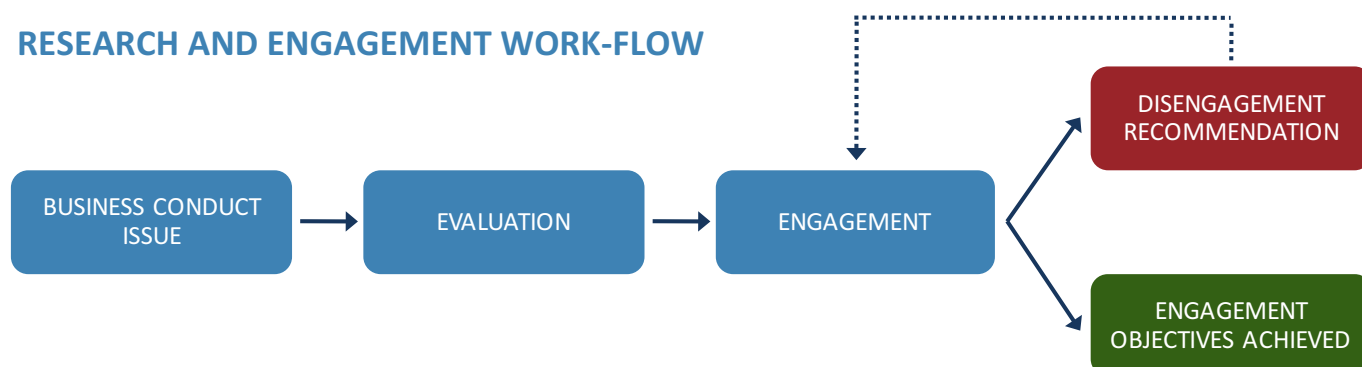 RESEARCH AND ENGAGEMENT WORK-FLOW
BUSINESS CONDUCT
ISSUE
EVALUATION
ENGAGEMENT
DISENGAGEMENT
RECOMMENDATION
ENGAGEMENT
OBJECTIVES ACHIEVED